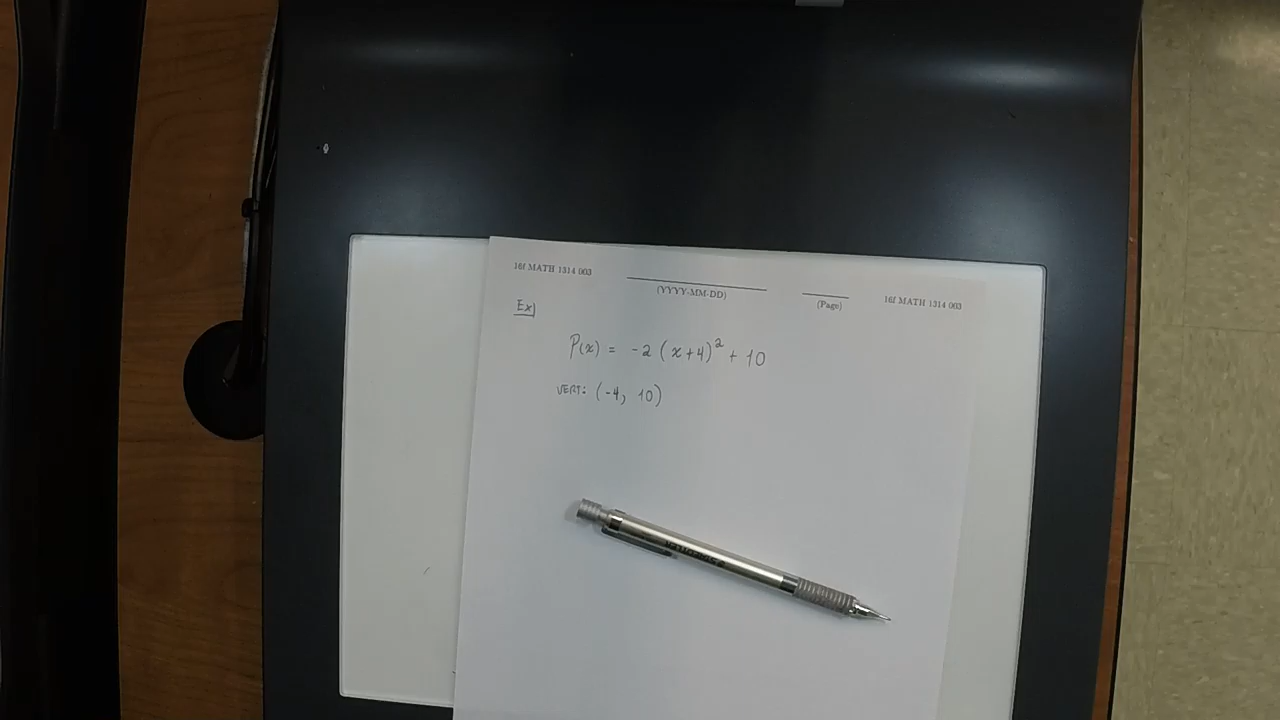 16f MATH 1314 003
(YYYY-MM-DD)
(Page)
16f MATH 1314 003
Ex)
P(x) = -2 (x+4)² + 10
VERT: (-4, 10)